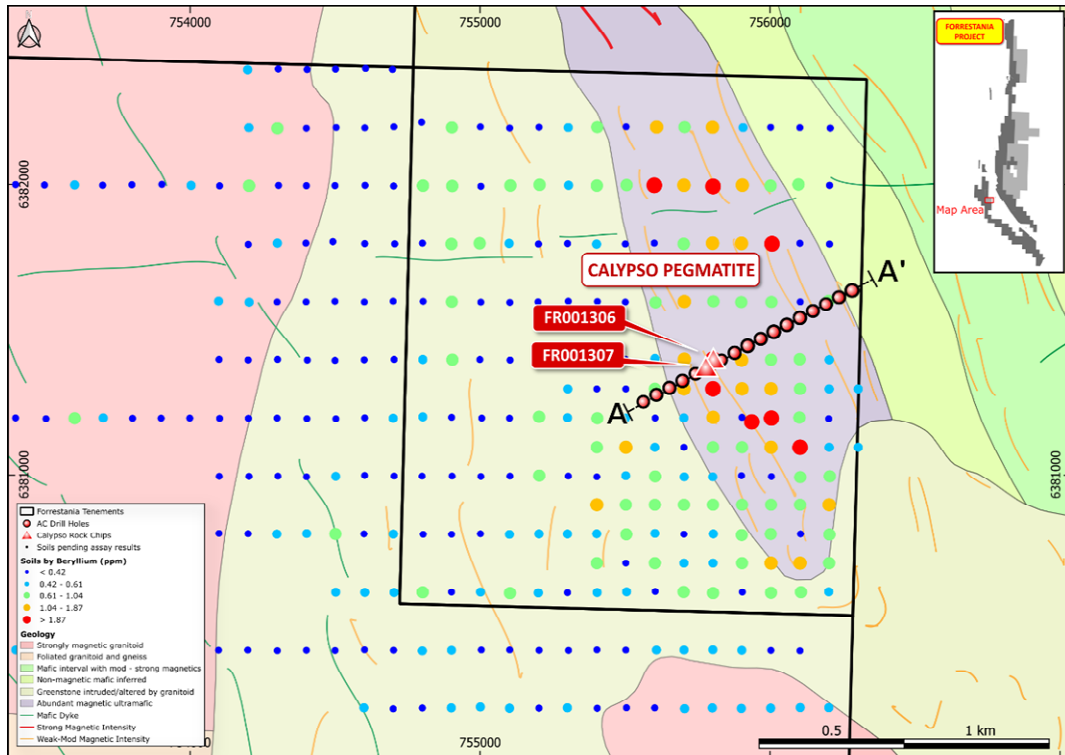 754000
755000
756000
FORRESTANIA
PROJECT
Map Area
6382000
CALYPSO PEGMATITE
A'
FR001306
FR001307
A
6381000
6381000
Forrestania Tenements
AC Drill Holes
Calypso Rock Chips
Soils pending assay results
Soils by Beryllium (ppm)
< 0.42
0.42 - 0.61
0.61 - 1.04
1.04 - 1.87
> 1.87
Geology
Strongly magnetic granitoid
Foliated granitoid and gneiss
Mafic interval with mod - strong magnetics
Non-magnetic mafic inferred
Greenstone intruded/altered by granitoid
Abundant magnetic ultramafic
Mafic Dyke
Strong Magnetic Intensity
Weak-Mod Magnetic Intensity
0.5
1 km
754000
755000